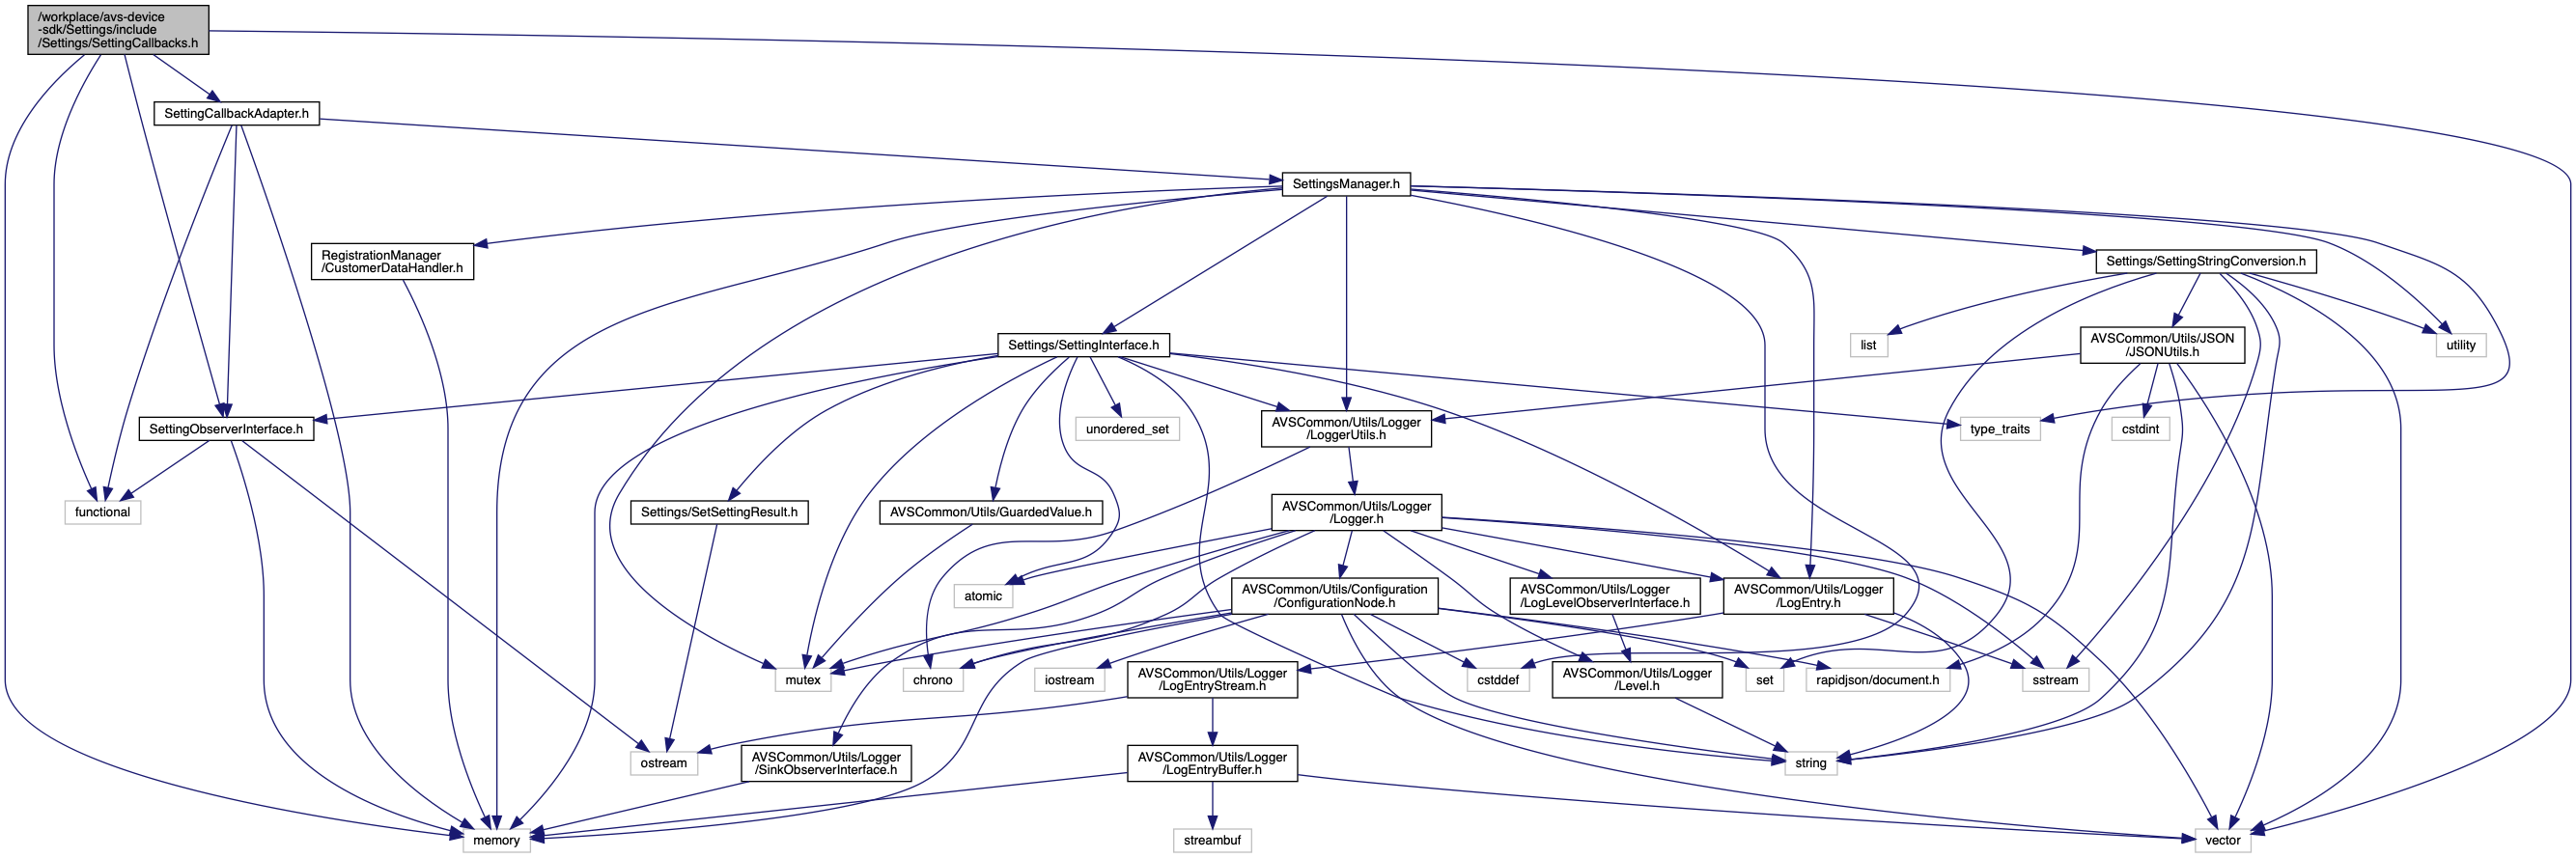 /workplace/avs-device
-sdk/Settings/include
/Settings/SettingCallbacks.h
SettingCallbackAdapter.h
SettingsManager.h
RegistrationManager
/CustomerDataHandler.h
Settings/SettingStringConversion.h
Settings/SettingInterface.h
list
AVSCommon/Utils/JSON
/JSONUtils.h
utility
SettingObserverInterface.h
unordered_set
AVSCommon/Utils/Logger
/LoggerUtils.h
type_traits
cstdint
functional
Settings/SetSettingResult.h
AVSCommon/Utils/GuardedValue.h
AVSCommon/Utils/Logger
/Logger.h
atomic
AVSCommon/Utils/Configuration
/ConfigurationNode.h
AVSCommon/Utils/Logger
/LogLevelObserverInterface.h
AVSCommon/Utils/Logger
/LogEntry.h
mutex
chrono
iostream
AVSCommon/Utils/Logger
/LogEntryStream.h
cstddef
AVSCommon/Utils/Logger
/Level.h
set
rapidjson/document.h
sstream
ostream
AVSCommon/Utils/Logger
/SinkObserverInterface.h
AVSCommon/Utils/Logger
/LogEntryBuffer.h
string
memory
streambuf
vector